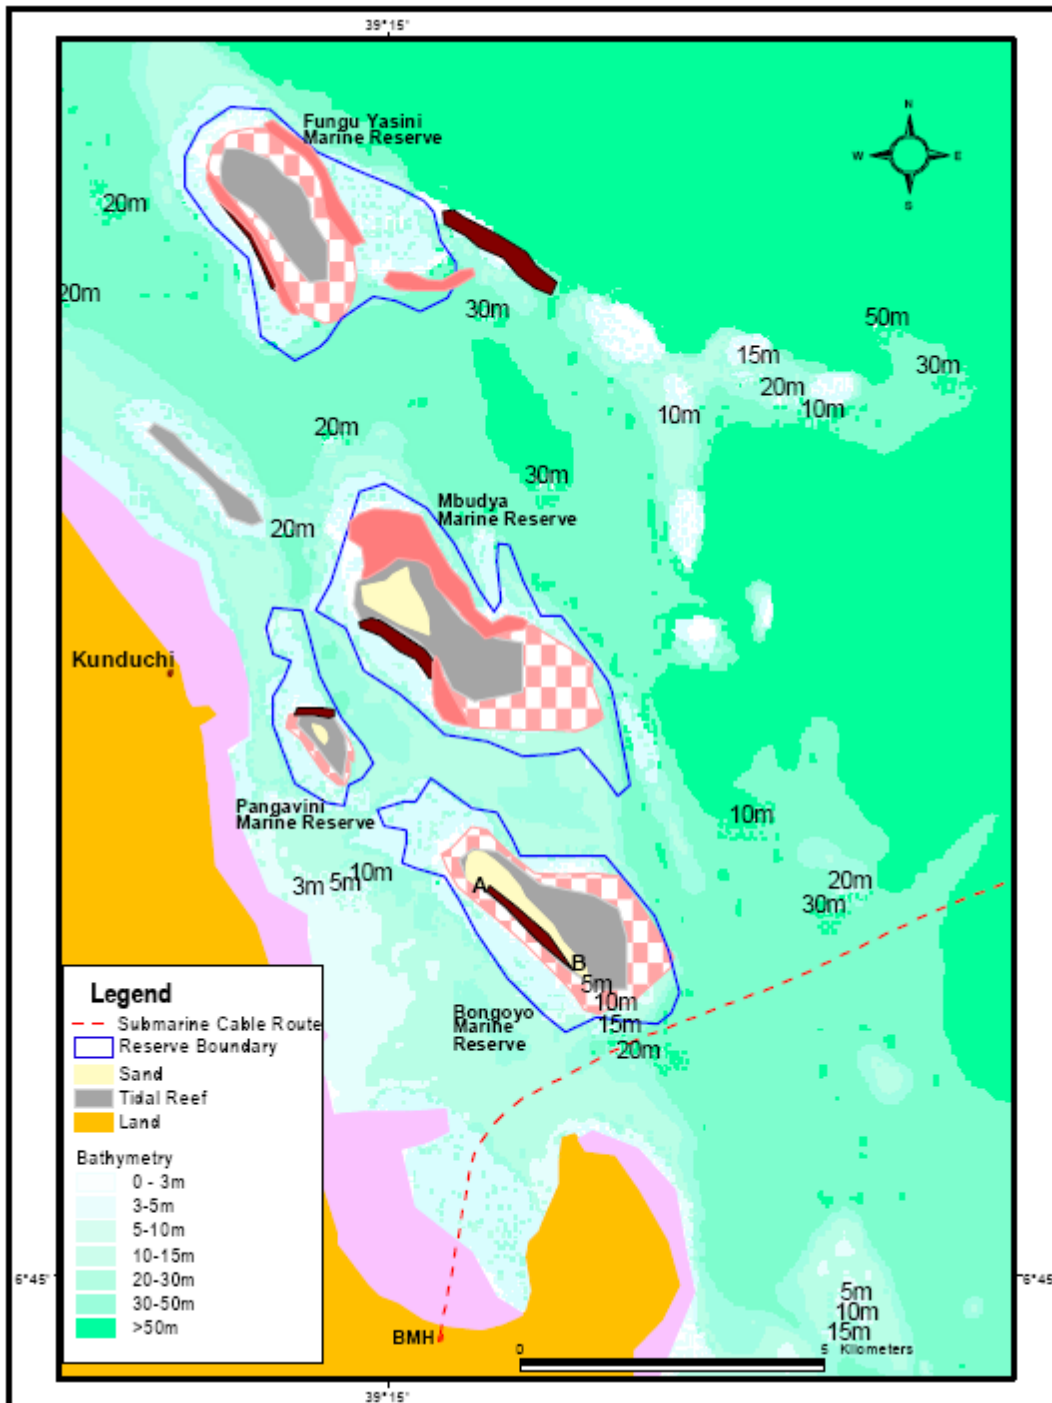 39°15'
N
W
E
S
Fungu Yasini
Marine Reserve
20m
20m
30m
50m
15m
30m
20m
10m
10m
20m
30m
Mbudya
Marine Reserve
20m
Kunduchi
Pangavini
Marine Reserve
10m
3m
5m
10m
20m
30m
A
B
5m
10m
15m
20m
Bongoyo
Marine
Reserve
Legend
Submarine Cable Route
Reserve Boundary
Sand
Tidal Reef
Land
Bathymetry
0 - 3m
3-5m
5-10m
10-15m
20-30m
30-50m
>50m
6°45'
6°45'
5m
10m
15m
BMH
0
5 Kilometers
39°15'